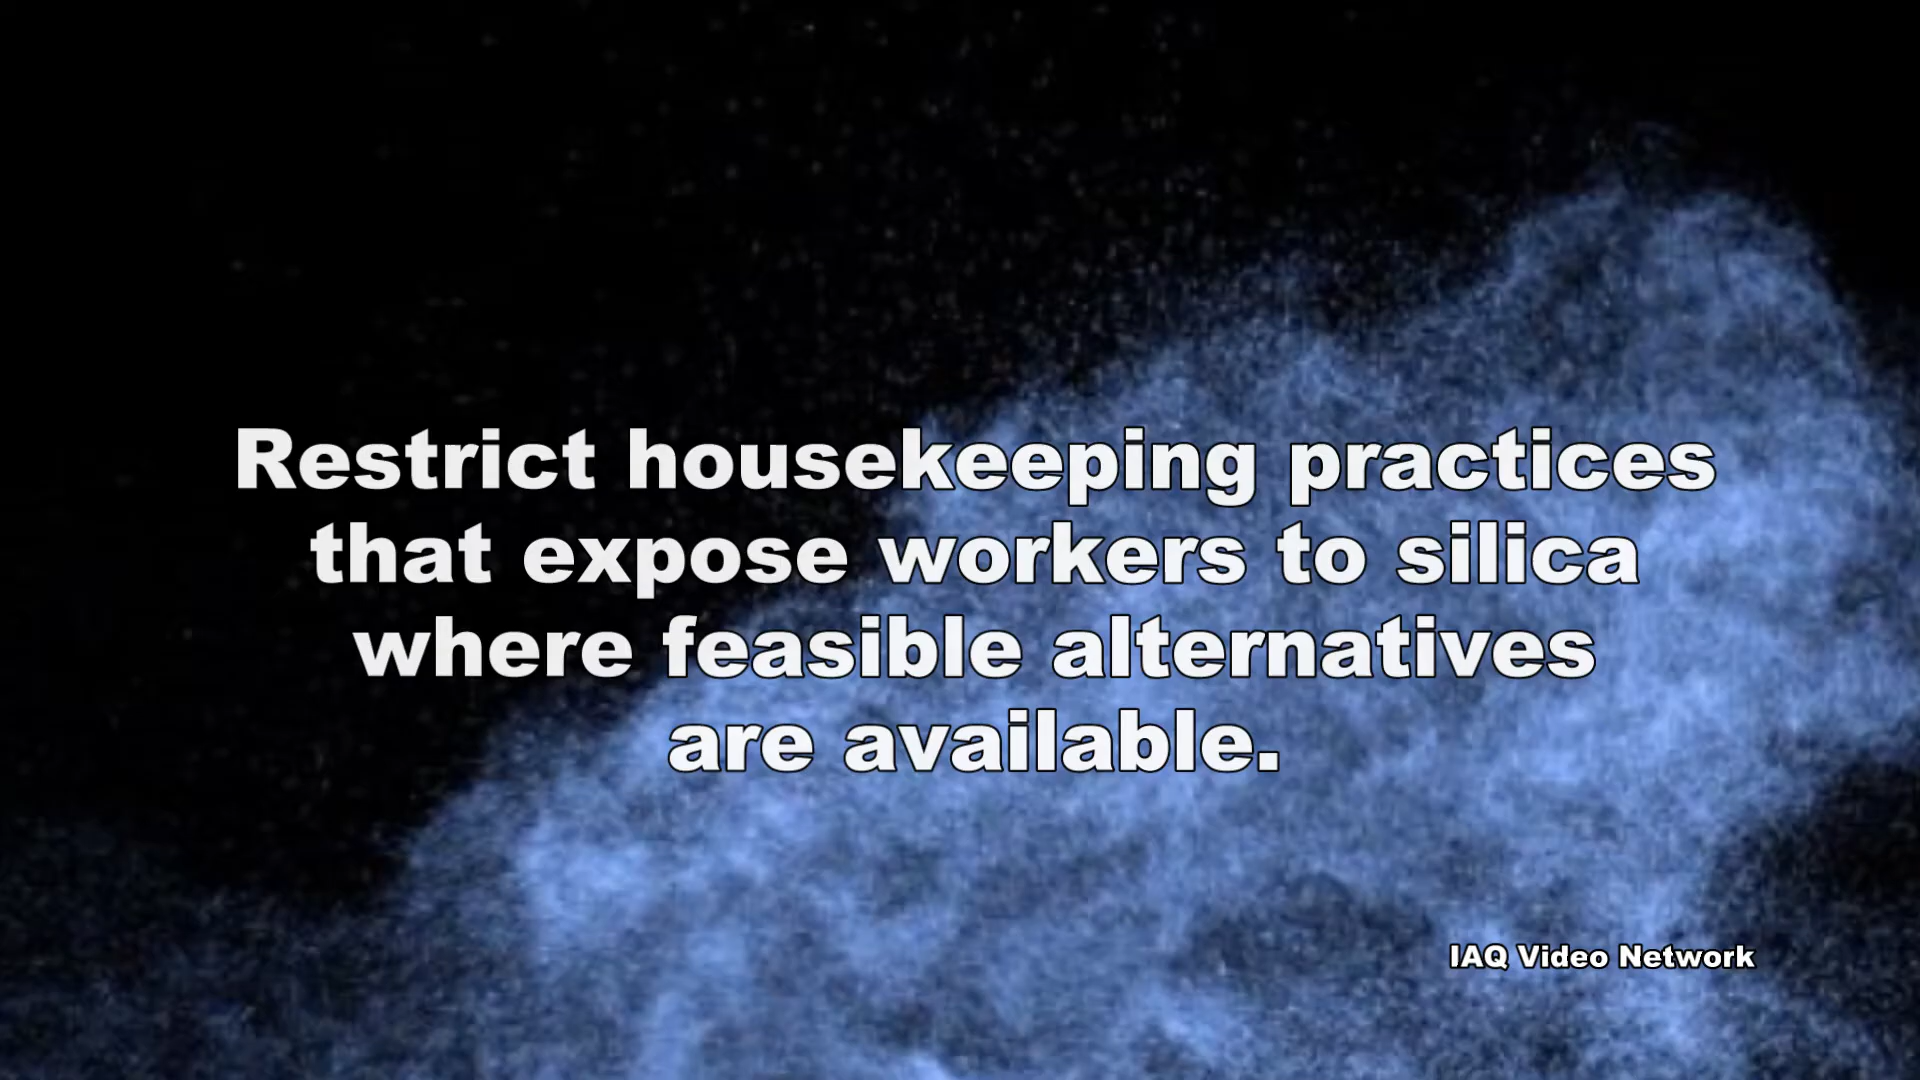 Restrict housekeeping practices
that expose workers to silica
where feasible alternatives
are available.
IAQ Video Network